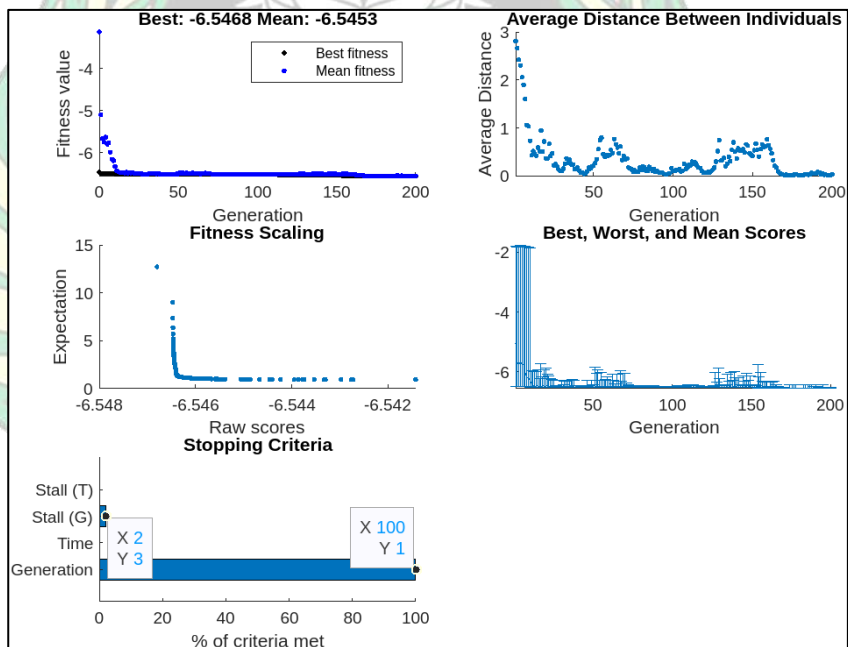 Best: -6.5468 Mean: -6.5453
Fitness value
-4
-5
-6
Best fitness
Mean fitness
0
50
100
150
200
Generation
Average Distance Between Individuals
Average Distance
3
2
1
0
50
100
150
200
Generation
Fitness Scaling
Expectation
15
10
5
0
-6.548
-6.546
-6.544
-6.542
Raw scores
Best, Worst, and Mean Scores
-2
-4
-6
50
100
150
200
Generation
Stopping Criteria
Stall (T)
Stall (G)
Time
Generation
X 2
Y 3
X 100
Y 1
0
20
40
60
80
100
% of criteria met